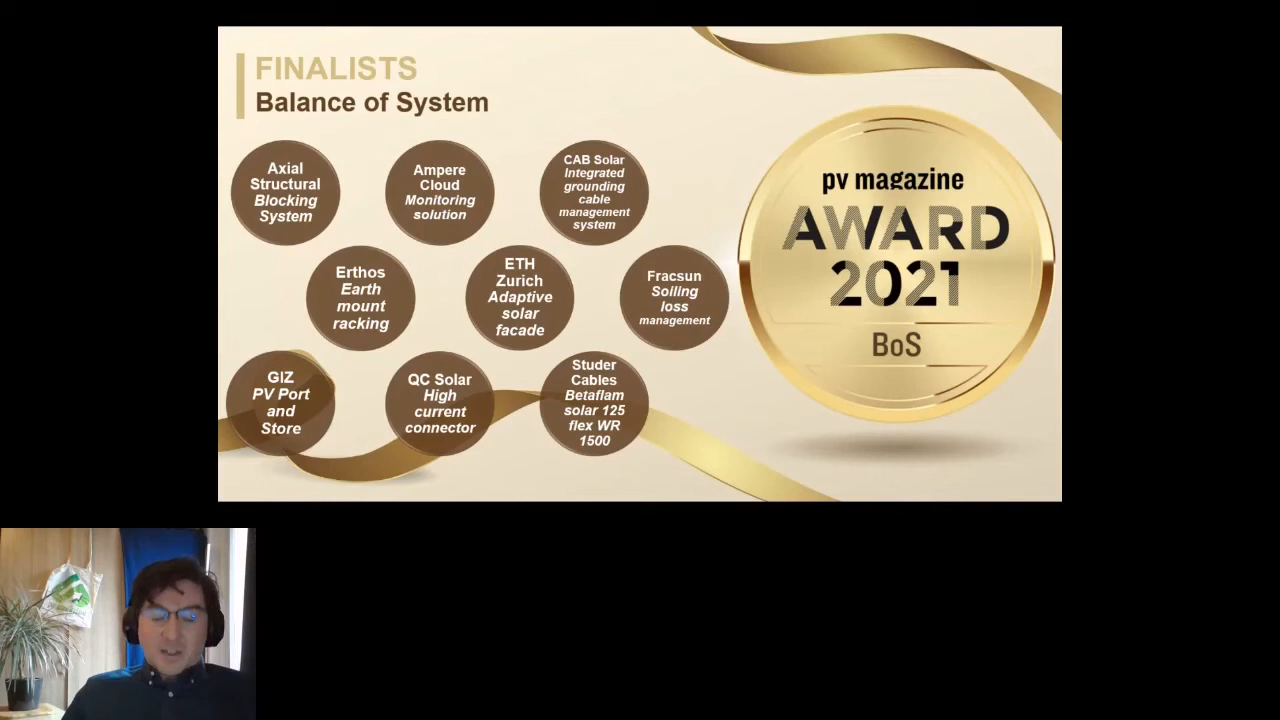 FINALISTS
Balance of System
Axial
Structural
Blocking
System
Ampere
Cloud
Monitoring
solution
CAB Solar
Integrated
grounding
cable
management
system
Erthos
Earth
mount
racking
ETH
Zurich
Adaptive
solar
facade
Fracsun
Soiling
loss
management
GIZ
PV Port
and
Store
QC Solar
High
current
connector
Studer
Cables
Betaflam
solar 125
flex WR
1500
pv magazine
AWARD
2021
BoS